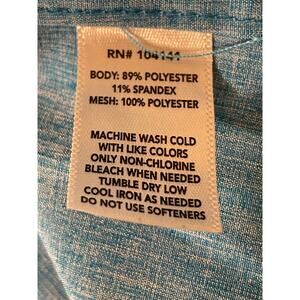 RN# 104141
BODY: 89% POLYESTER
11% SPANDEX
MESH: 100% POLYESTER
MACHINE WASH COLD
WITH LIKE COLORS
ONLY NON-CHLORINE
BLEACH WHEN NEEDED
TUMBLE DRY LOW
COOL IRON AS NEEDED
DO NOT USE SOFTENERS